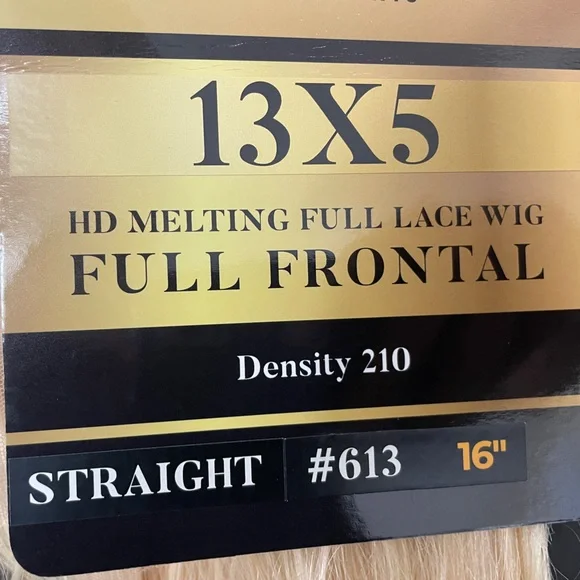 13X5
HD MELTING FULL LACE WIG
FULL FRONTAL
Density 210
STRAIGHT #613 16"